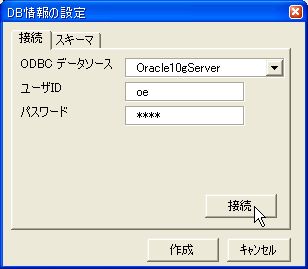 DB情報の設定
接続 スキーマ
ODBC データソース Oracle10gServer
ユーザID oe
パスワード ****
接続
作成 キャンセル